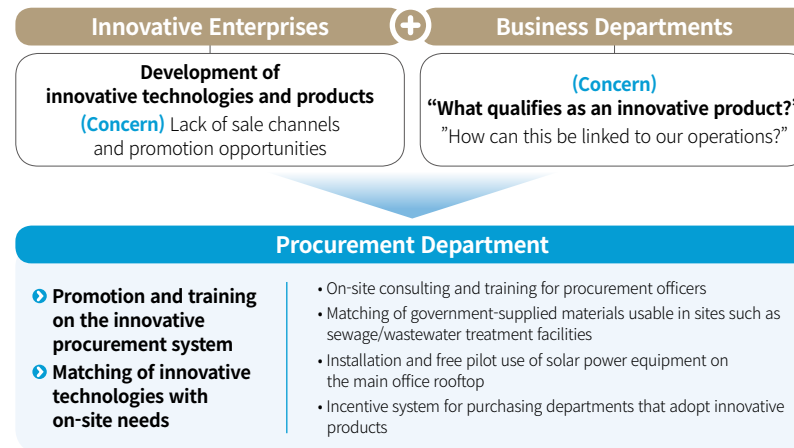 Innovative Enterprises
Business Departments
Development of
innovative technologies and products
(Concern) Lack of sale channels
and promotion opportunities
(Concern)
“What qualifies as an innovative product?”
”How can this be linked to our operations?”
Procurement Department
Promotion and training
on the innovative
procurement system
Matching of innovative
technologies with
on-site needs
• On-site consulting and training for procurement officers
• Matching of government-supplied materials usable in sites such as
sewage/wastewater treatment facilities
• Installation and free pilot use of solar power equipment on
the main office rooftop
• Incentive system for purchasing departments that adopt innovative
products